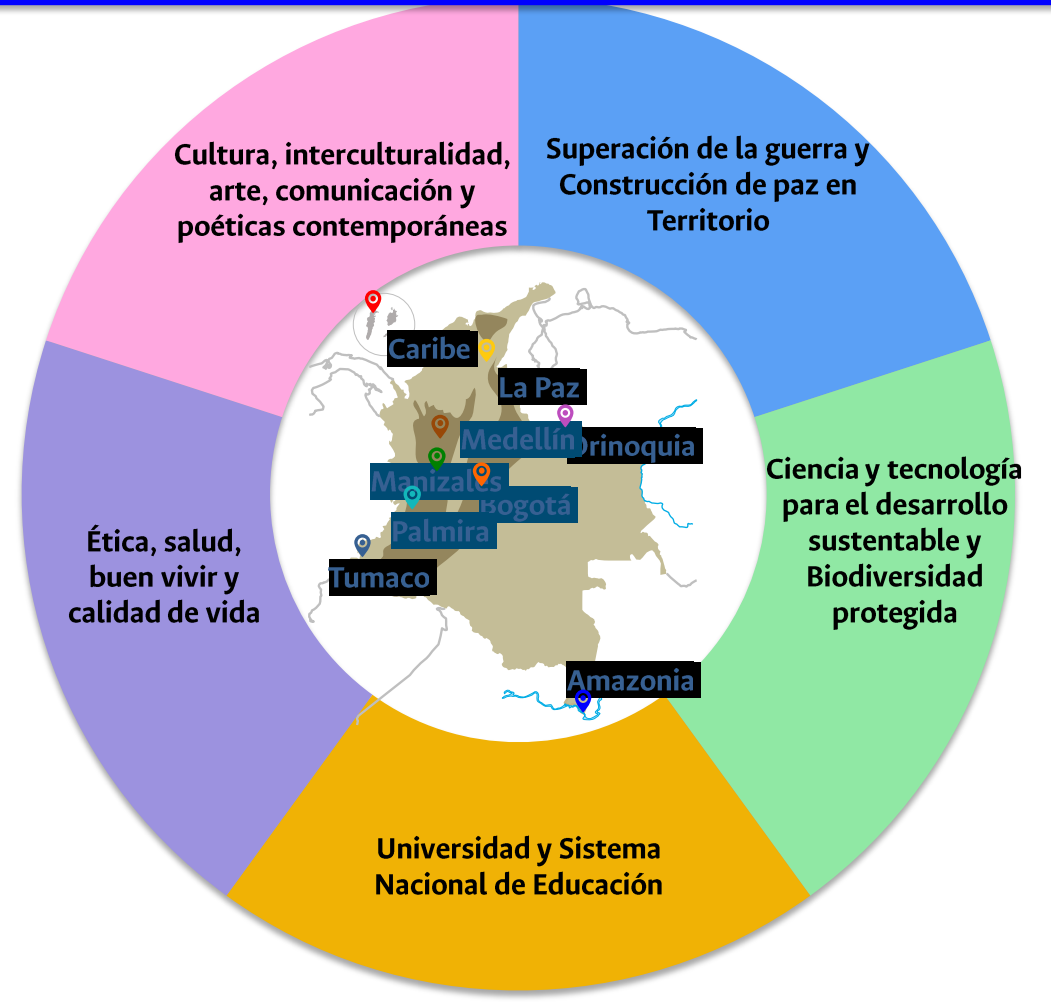 Cultura, interculturalidad,
arte, comunicación y
poéticas contemporáneas
Superación de la guerra y
Construcción de paz en
Territorio
Caribe
La Paz
Medellín
Orinoquia
Manizales
Bogotá
Palmira
Tumaco
Amazonia
Ciencia y tecnología
para el desarrollo
sustentable y
Biodiversidad
protegida
Ética, salud,
buen vivir y
calidad de vida
Universidad y Sistema
Nacional de Educación